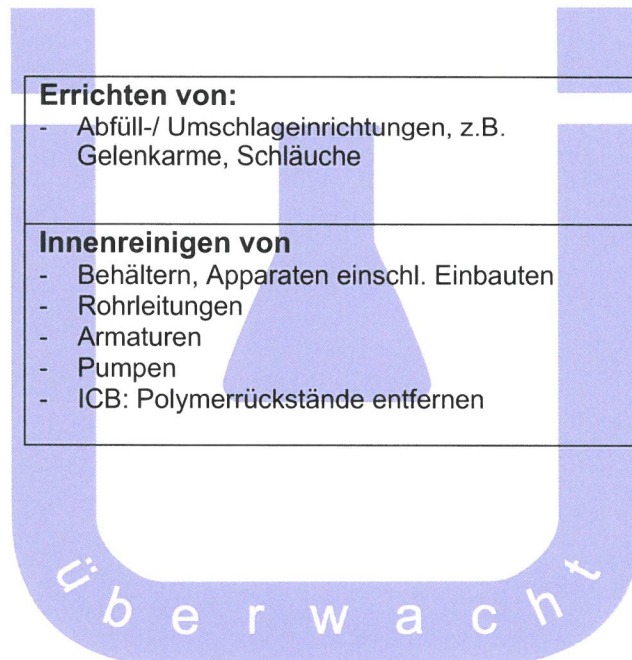 Errichten von:
- Abfüll-/ Umschlageinrichtungen, z.B.
Gelenkarme, Schläuche
Innenreinigen von
- Behältern, Apparaten einschl. Einbauten
- Rohrleitungen
- Armaturen
- Pumpen
- ICB: Polymerrückstände entfernen
überwacht